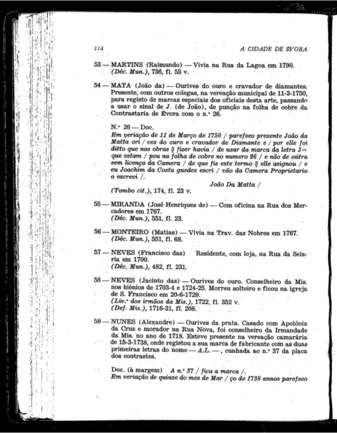 114
A CIDADE DE ÉVORA
53 — MARTINS (Raimundo) — Vivia na Rua da Lagoa em 1790.
(Déc. Mun.), 736, fl. 53 v.
54 — MATA (João da) — Ourives do ouro e cravador de diamantes.
Presente, com outros colegas, na vereação municipal de 11-3-1750,
para registo de marcas especiais dos oficiais desta arte, passando
a usar o sinal de J. (de João), de punção na folha de cobre da
Contrastaria de Évora com o n.º 26.
N.º 26 — Doc.
Em veriação de 11 de Março de 1750 / parefseo prezente João da
Matta ori / ves do ouro e cravador de Diamante E / por elle foi
ditto que nas obras q̃ fizer havia / de uzar da marca da letra J =
que estam / pou na folha de cobre no numero 26 / e não de outra
sem licença da Camera / de que fis este termo q̃ elle asignou / e
eu Joachim da Costa guedes escri / vão da Camera Proprietario
o escrevi /.
João Da Matta /
(Tombo cit.), 174, fl. 23 v.
55 — MIRANDA (José Henriques de) — Com oficina na Rua dos Mer-
cadores em 1767.
(Déc. Mun.), 551, fl. 23.
56 — MONTEIRO (Matias) — Vivia na Trav. das Nobres em 1767.
(Déc. Mun.), 551, fl. 68.
57 — NEVES (Francisco das) Residente, com loja, na Rua da Sela-
ria em 1700.
(Déc. Mun.), 482, fl. 231.
58 — NEVES (Jacinto das) — Ourives do ouro. Conselheiro da Mis.
nos biénios de 1703-4 e 1724-25. Morreu solteiro e ficou na igreja
de S. Francisco em 20-6-1729.
(Liv.º dos irmãos da Mis.), 1722, fl. 352 v.
(Def. Mis.), 1716-31, fl. 208.
59 — NUNES (Alexandre) — Ourives da prata. Casado com Apolónia
da Cruz e morador na Rua Nova, foi conselheiro da Irmandade
da Mis. no ano de 1718. Esteve presente na vereação camarária
de 15-3-1738, onde registou a sua marca de fabricante com as duas
primeiras letras do nome — A.L. —, cunhada ao n.º 37 da placa
dos contrastes.
Doc. (à margem) A n.º 37 / fica a marca /.
Em veriação de quinze do mes de Mar / ço de 1738 annos parefseo